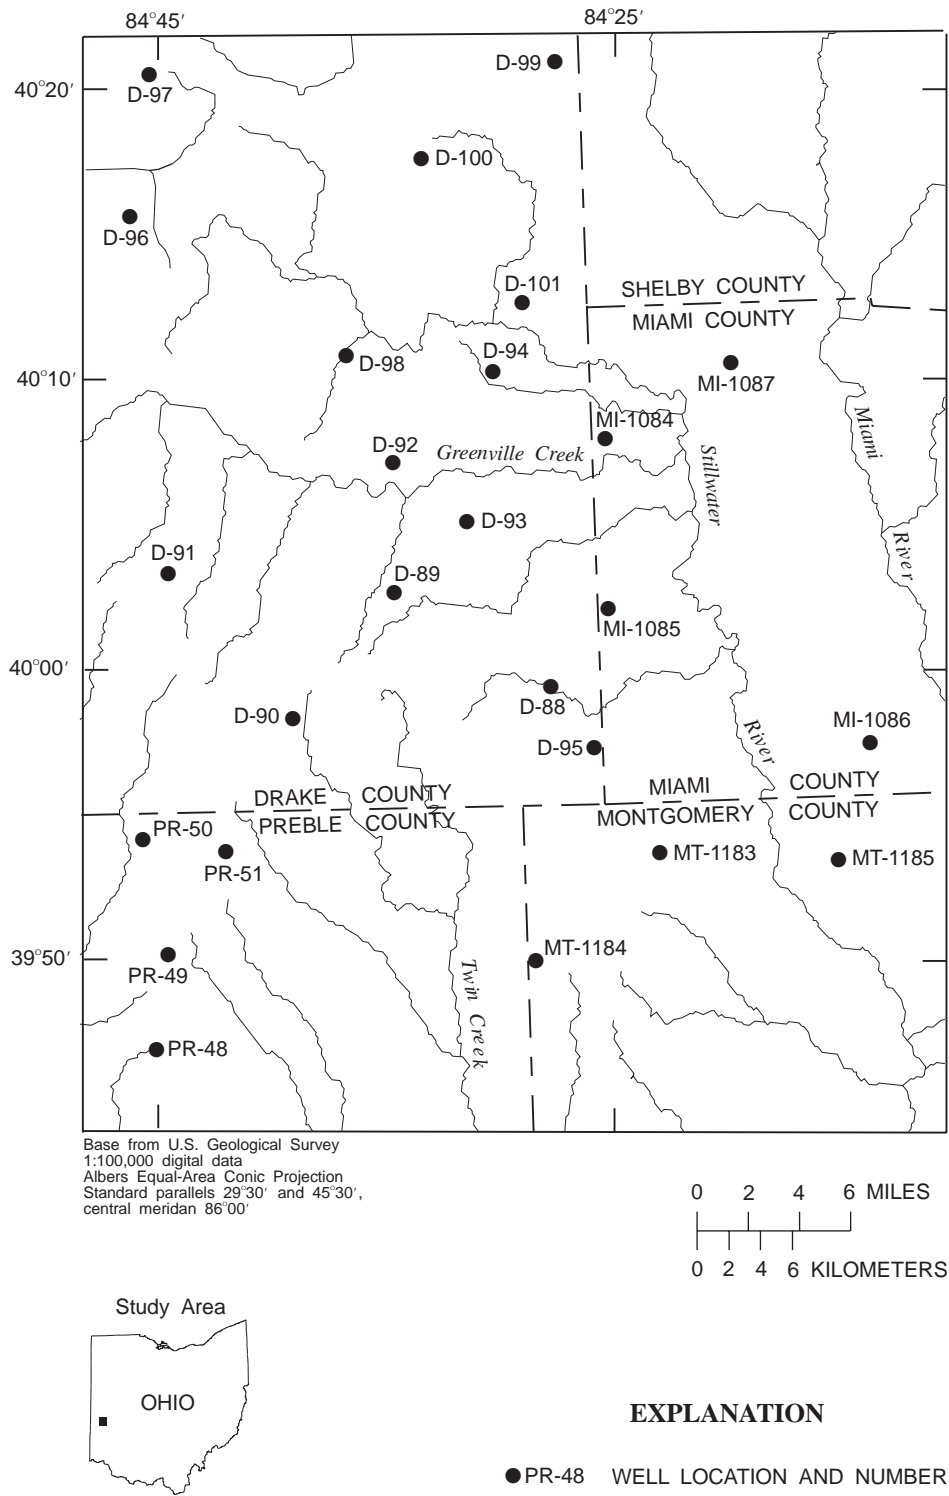 84°45′
84°25′
40°20′
D-97
D-99
D-100
D-96
D-101
SHELBY COUNTY
MIAMI COUNTY
D-98
D-94
MI-1087
40°10′
MI-1084
Miami
D-92
Greenville Creek
Stillwater
D-93
River
D-91
D-89
MI-1085
40°00′
D-90
D-88
MI-1086
D-95
River
DRAKE COUNTY
MIAMI COUNTY
PREBLE COUNTY
MONTGOMERY COUNTY
PR-50
PR-51
MT-1183
MT-1185
39°50′
MT-1184
PR-49
Twin Creek
PR-48
Base from U.S. Geological Survey
1:100,000 digital data
Albers Equal-Area Conic Projection
Standard parallels 29°30′ and 45°30′,
central meridian 86°00′
0 2 4 6 MILES
0 2 4 6 KILOMETERS
Study Area
OHIO
EXPLANATION
PR-48 WELL LOCATION AND NUMBER